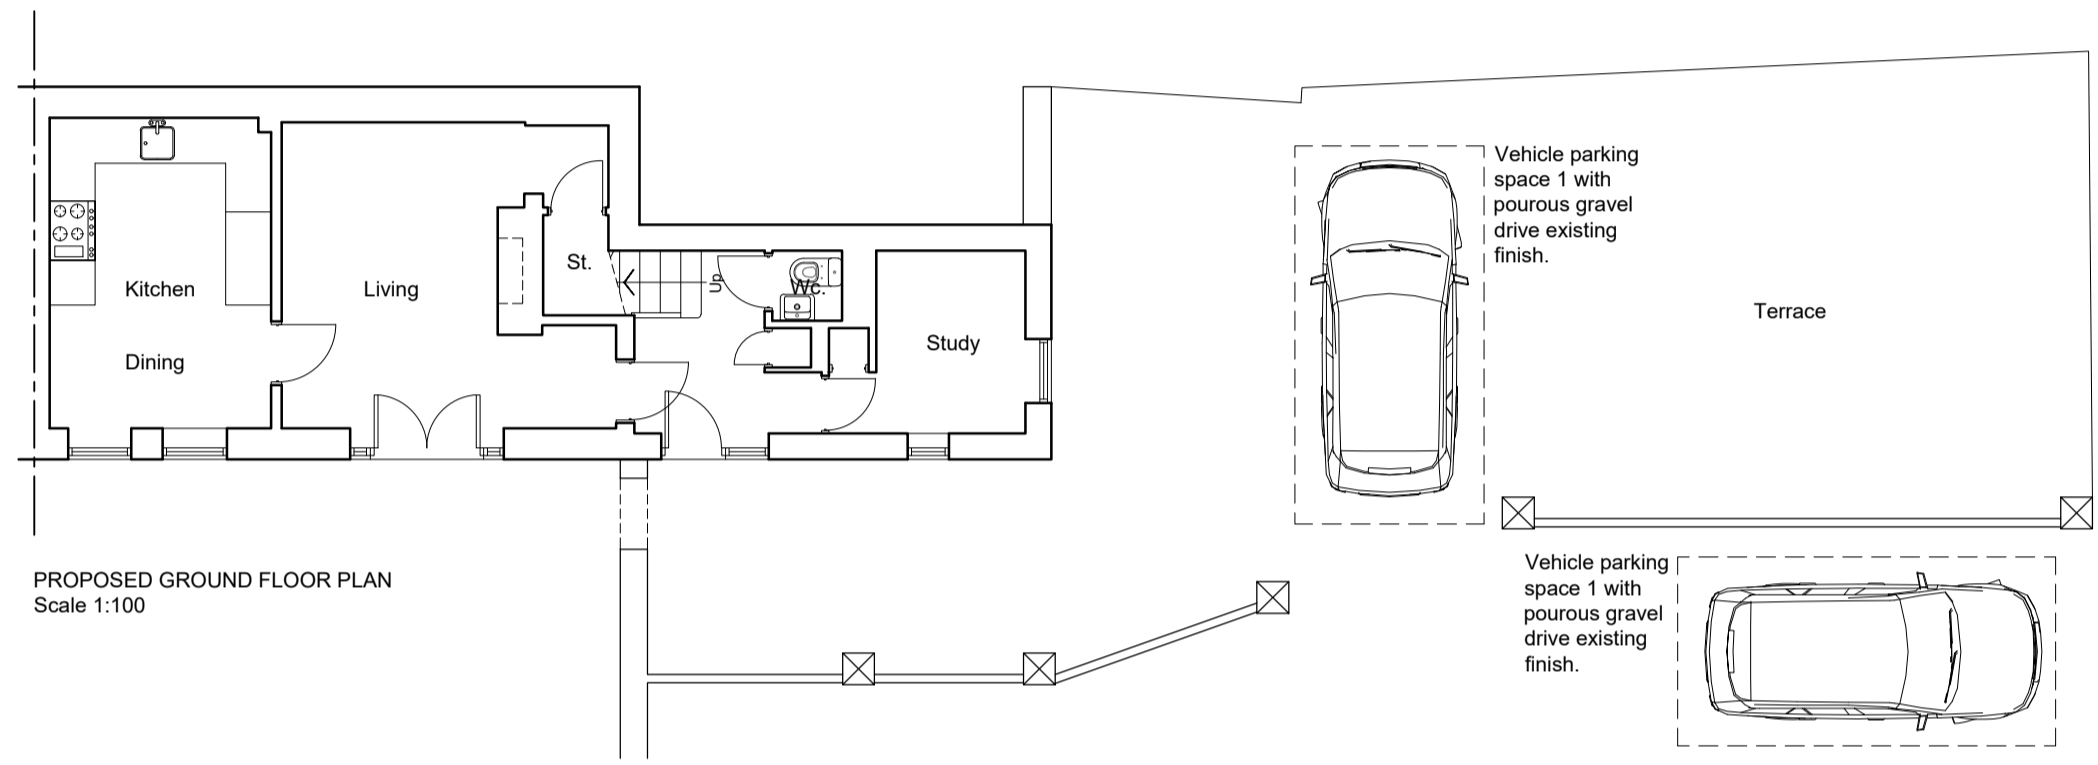 Vehicle parking
space 1 with
pourous gravel
drive existing
finish.
Terrace
Kitchen
Living
St.
Up
Wc.
Study
Dining
PROPOSED GROUND FLOOR PLAN
Scale 1:100
Vehicle parking
space 1 with
pourous gravel
drive existing
finish.